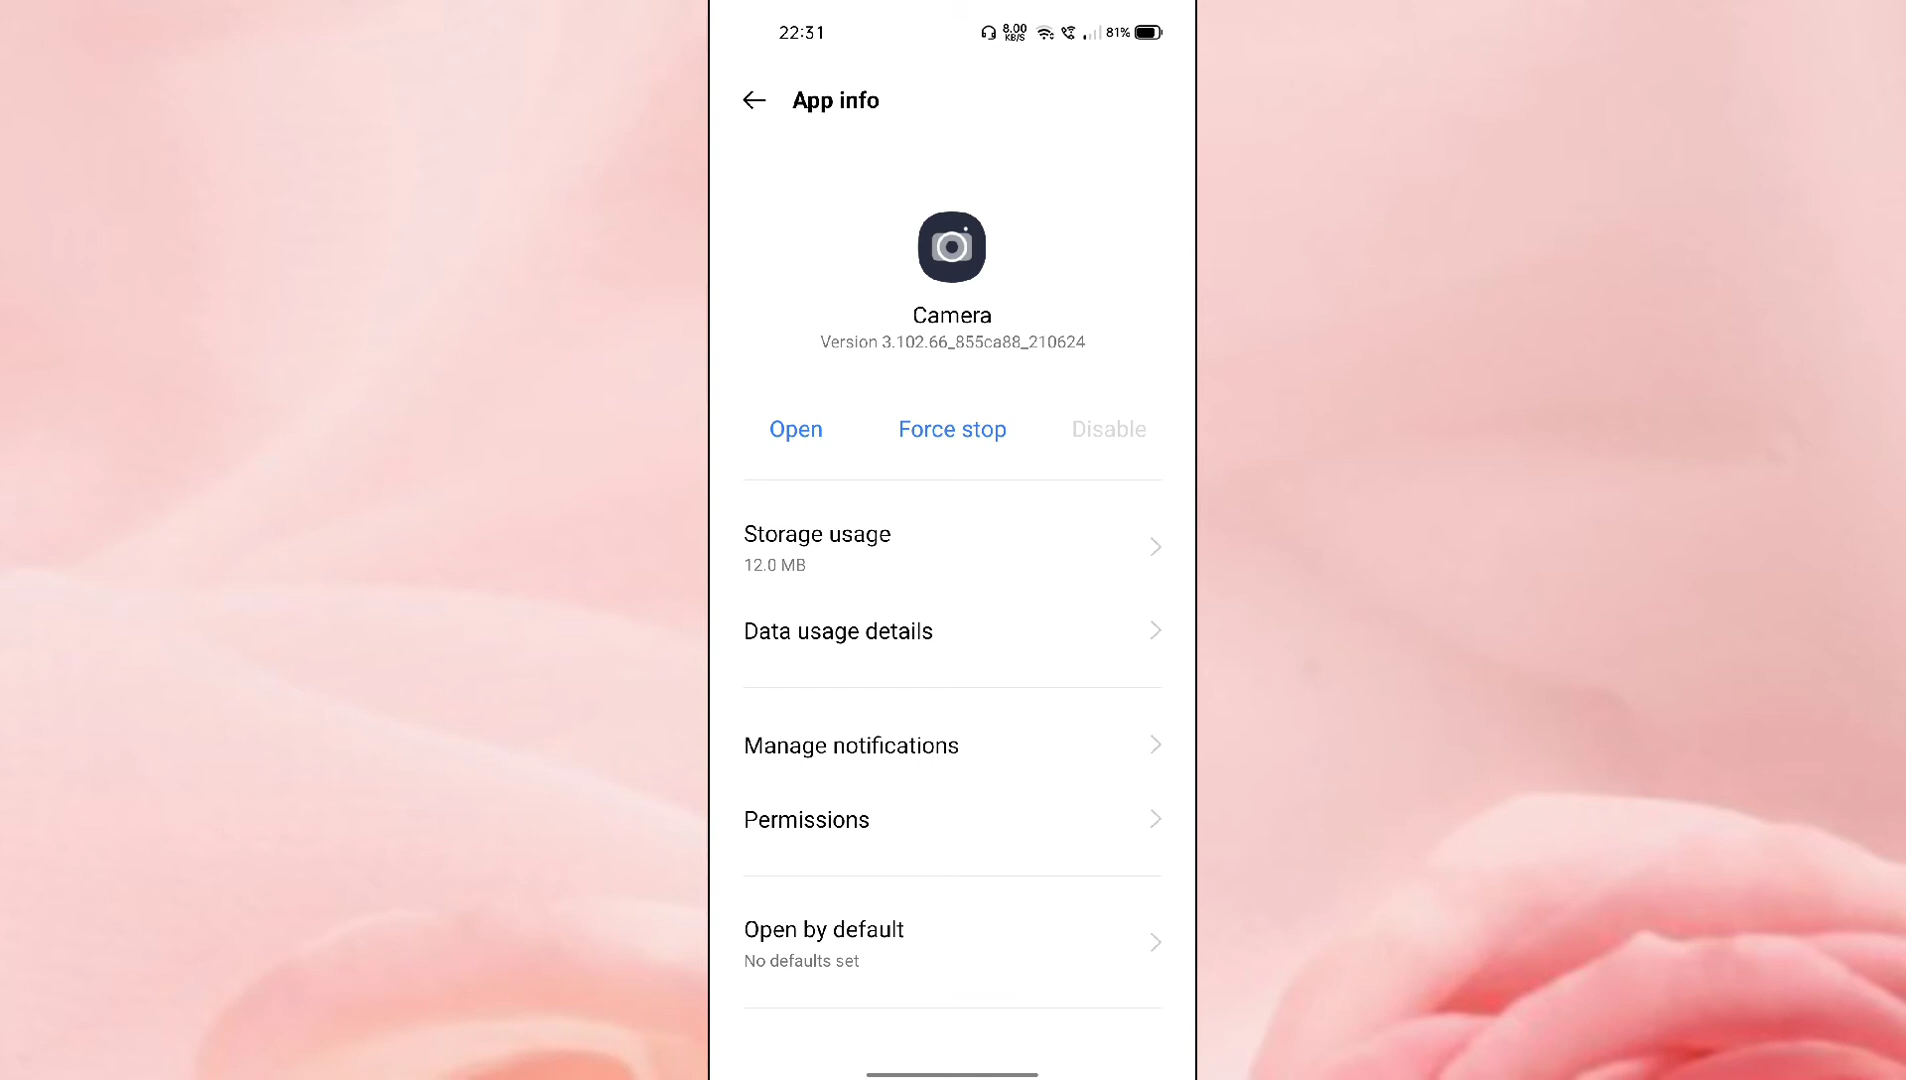 22:31
8.00
KB/S
81%
App info
Camera
Version 3.102.66_855ca88_210624
Open Force stop Disable
Storage usage
12.0 MB
Data usage details
Manage notifications
Permissions
Open by default
No defaults set